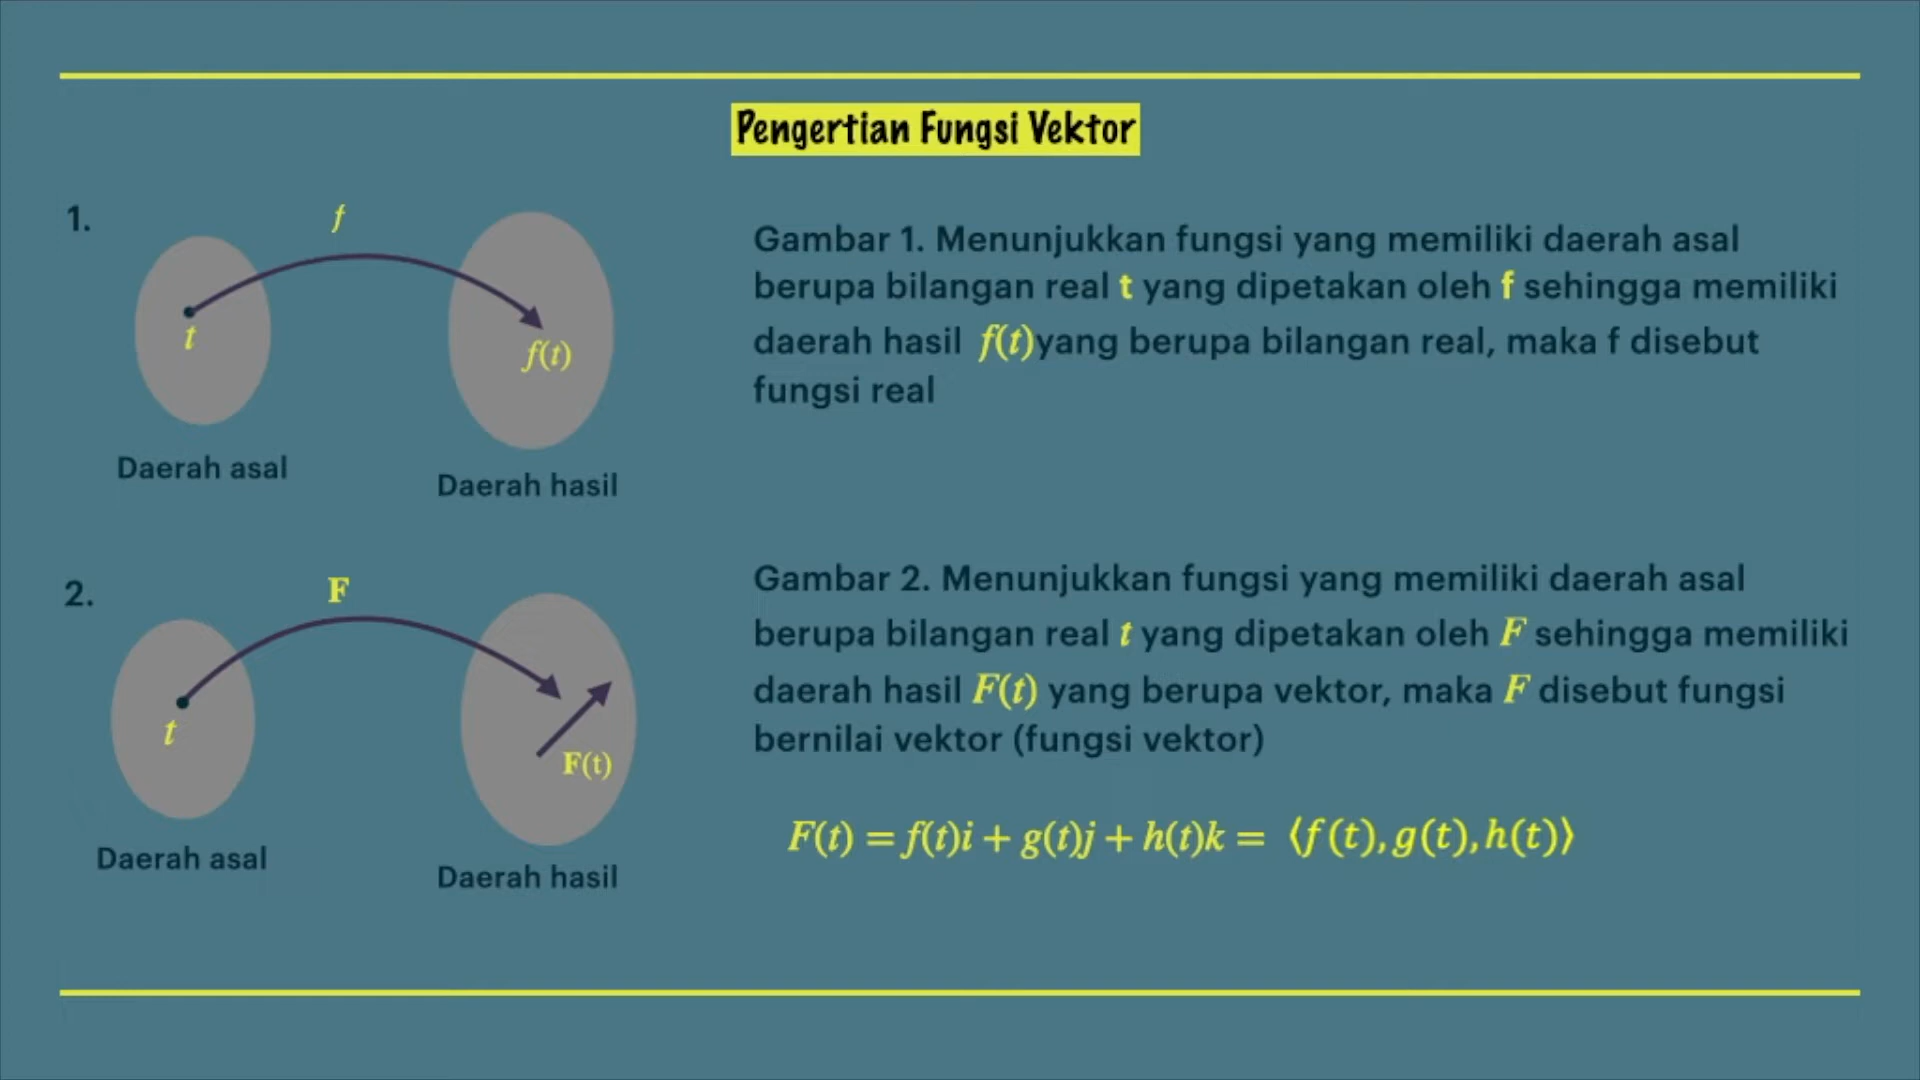 Pengertian Fungsi Vektor
1.
f
t
f(t)
Daerah asal
Daerah hasil
Gambar 1. Menunjukkan fungsi yang memiliki daerah asal
berupa bilangan real t yang dipetakan oleh f sehingga memiliki
daerah hasil f(t)yang berupa bilangan real, maka f disebut
fungsi real
2.
F
t
F(t)
Daerah asal
Daerah hasil
Gambar 2. Menunjukkan fungsi yang memiliki daerah asal
berupa bilangan real t yang dipetakan oleh F sehingga memiliki
daerah hasil F(t) yang berupa vektor, maka F disebut fungsi
bernilai vektor (fungsi vektor)
F(t) = f(t)i + g(t)j + h(t)k = ⟨f(t), g(t), h(t)⟩